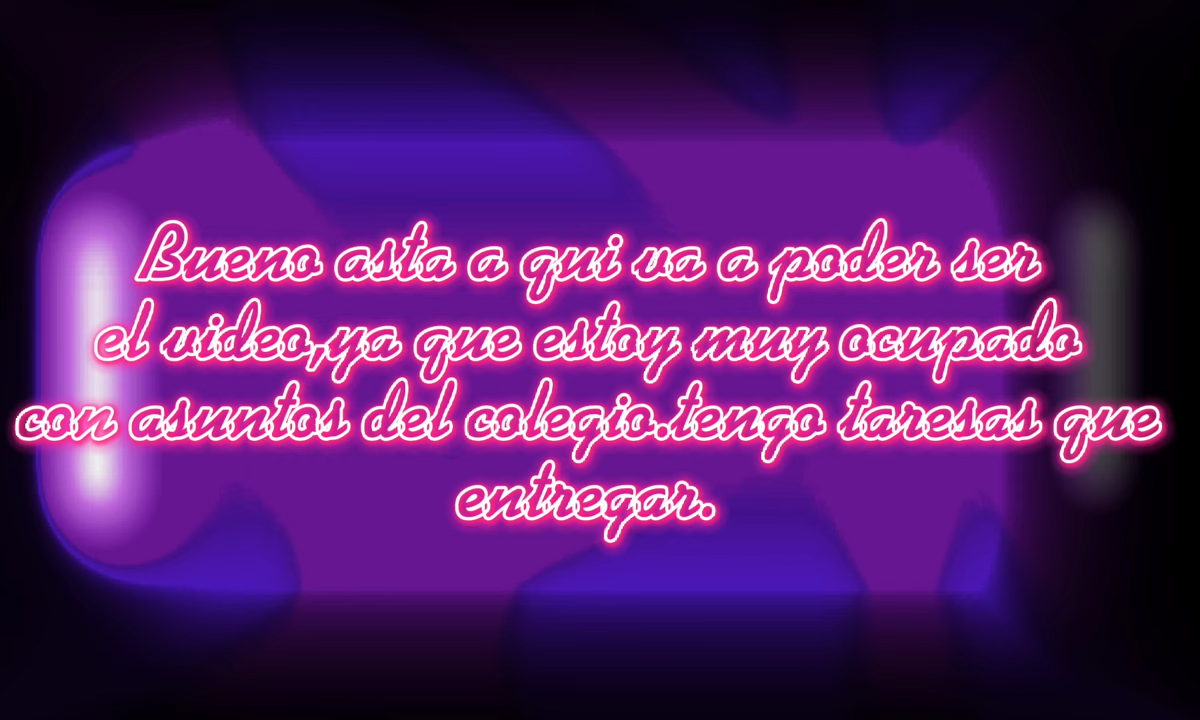 Bueno asta a qui va a poder ser
el video,ya que estoy muy ocupado
con asuntos del colegio.tengo taresas que
entregar.